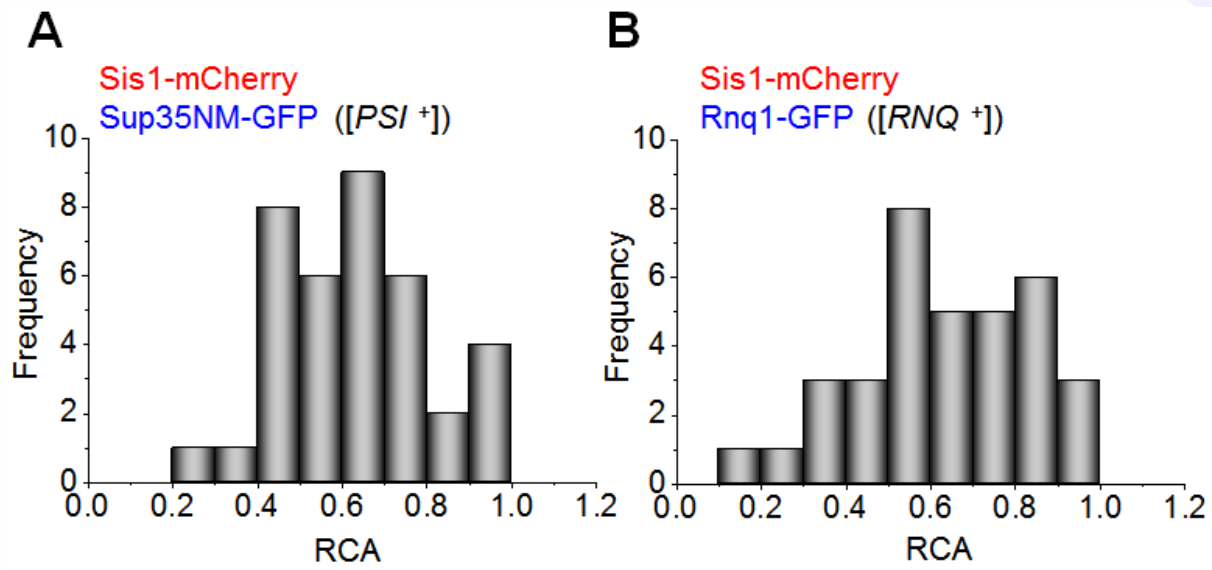 A
Sis1-mCherry
Sup35NM-GFP ([PSI +])
10
8
6
4
2
0
Frequency
0.0 0.2 0.4 0.6 0.8 1.0 1.2
RCA
B
Sis1-mCherry
Rnq1-GFP ([RNQ +])
10
8
6
4
2
0
Frequency
0.0 0.2 0.4 0.6 0.8 1.0 1.2
RCA